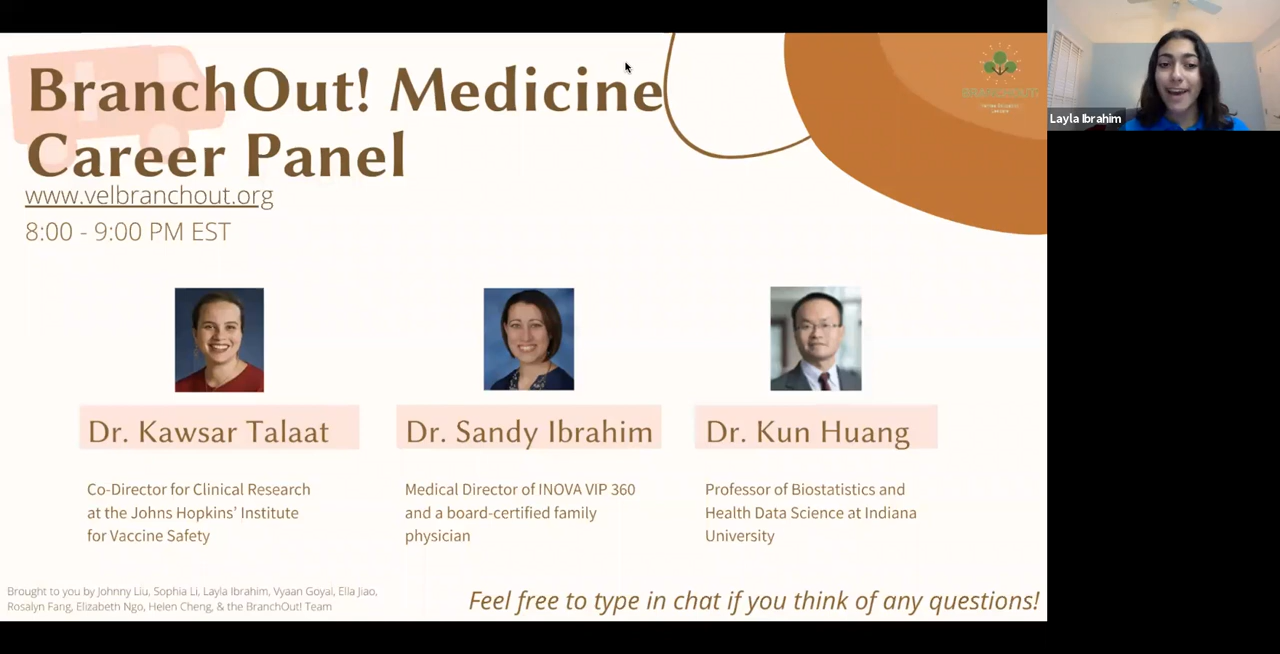 BranchOut! Medicine
Career Panel
www.velbranchout.org
8:00 - 9:00 PM EST
Layla Ibrahim
Dr. Kawsar Talaat
Co-Director for Clinical Research
at the Johns Hopkins’ Institute
for Vaccine Safety
Dr. Sandy Ibrahim
Medical Director of INOVA VIP 360
and a board-certified family
physician
Dr. Kun Huang
Professor of Biostatistics and
Health Data Science at Indiana
University
Brought to you by Johnny Liu, Sophia Li, Layla Ibrahim, Vyaan Goyal, Ella Jiao,
Rosalyn Fang, Elizabeth Ngo, Helen Cheng, & the BranchOut! Team
Feel free to type in chat if you think of any questions!